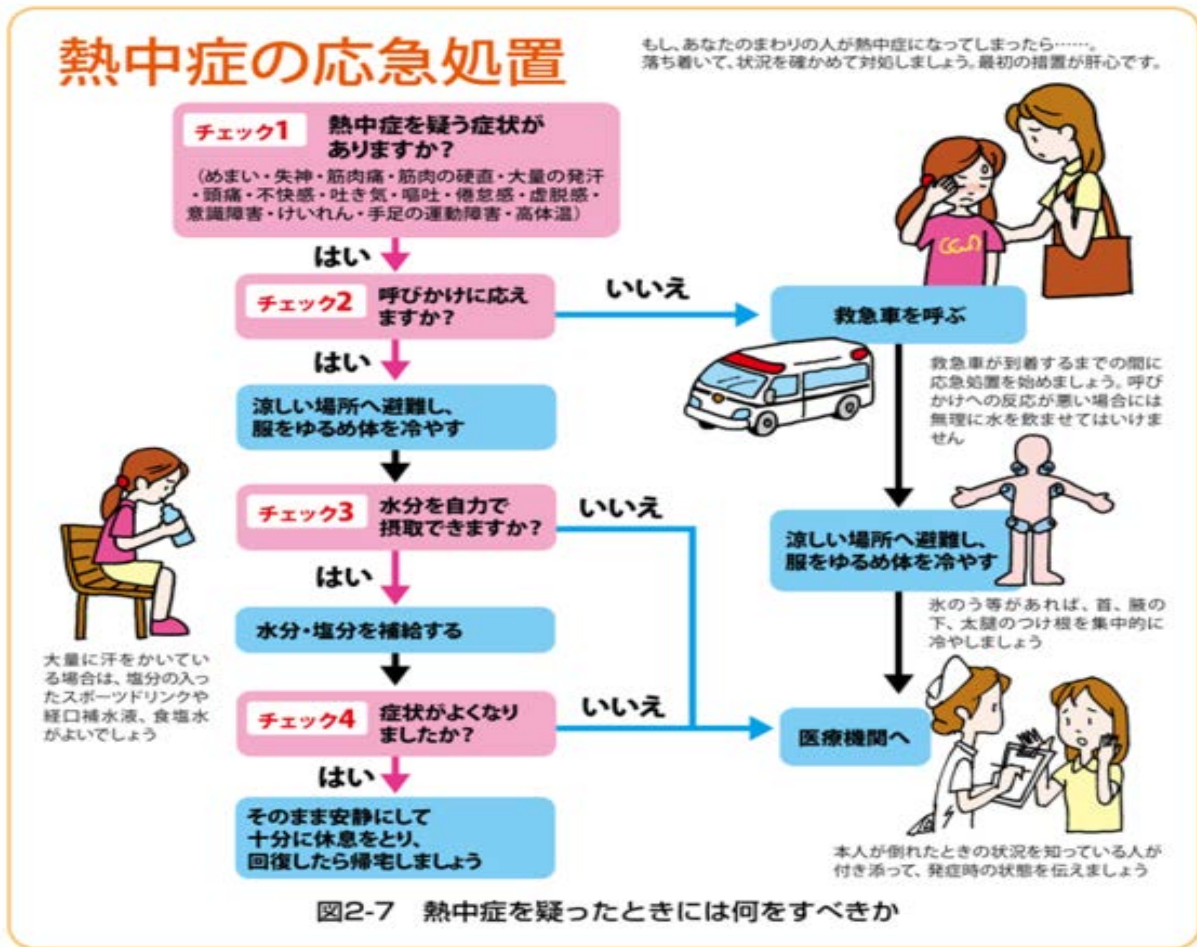 熱中症の応急処置
もし、あなたのまわりの人が熱中症になってしまったら……。
落ち着いて、状況を確かめて対処しましょう。最初の措置が肝心です。
チェック1
熱中症を疑う症状が
ありますか?
(めまい・失神・筋肉痛・筋肉の硬直・大量の発汗
・頭痛・不快感・吐き気・嘔吐・倦怠感・虚脱感・
意識障害・けいれん・手足の運動障害・高体温)
はい
チェック2
呼びかけに応え
ますか?
いいえ
救急車を呼ぶ
はい
救急車が到着するまでの間に
応急処置を始めましょう。呼び
かけへの反応が悪い場合には
無理に水を飲ませてはいけま
せん
涼しい場所へ避難し、
服をゆるめ体を冷やす
チェック3
水分を自力で
摂取できますか?
いいえ
涼しい場所へ避難し、
服をゆるめ体を冷やす
はい
氷のう等があれば、首、腋の
下、太腿のつけ根を集中的に
冷やしましょう
水分・塩分を補給する
大量に汗をかいてい
る場合は、塩分の入っ
たスポーツドリンクや
経口補水液、食塩水
がよいでしょう
チェック4
症状がよくなり
ましたか?
いいえ
医療機関へ
はい
そのまま安静にして
十分に休息をとり、
回復したら帰宅しましょう
本人が倒れたときの状況を知っている人が
付き添って、発症時の状態を伝えましょう
図2-7 熱中症を疑ったときには何をすべきか